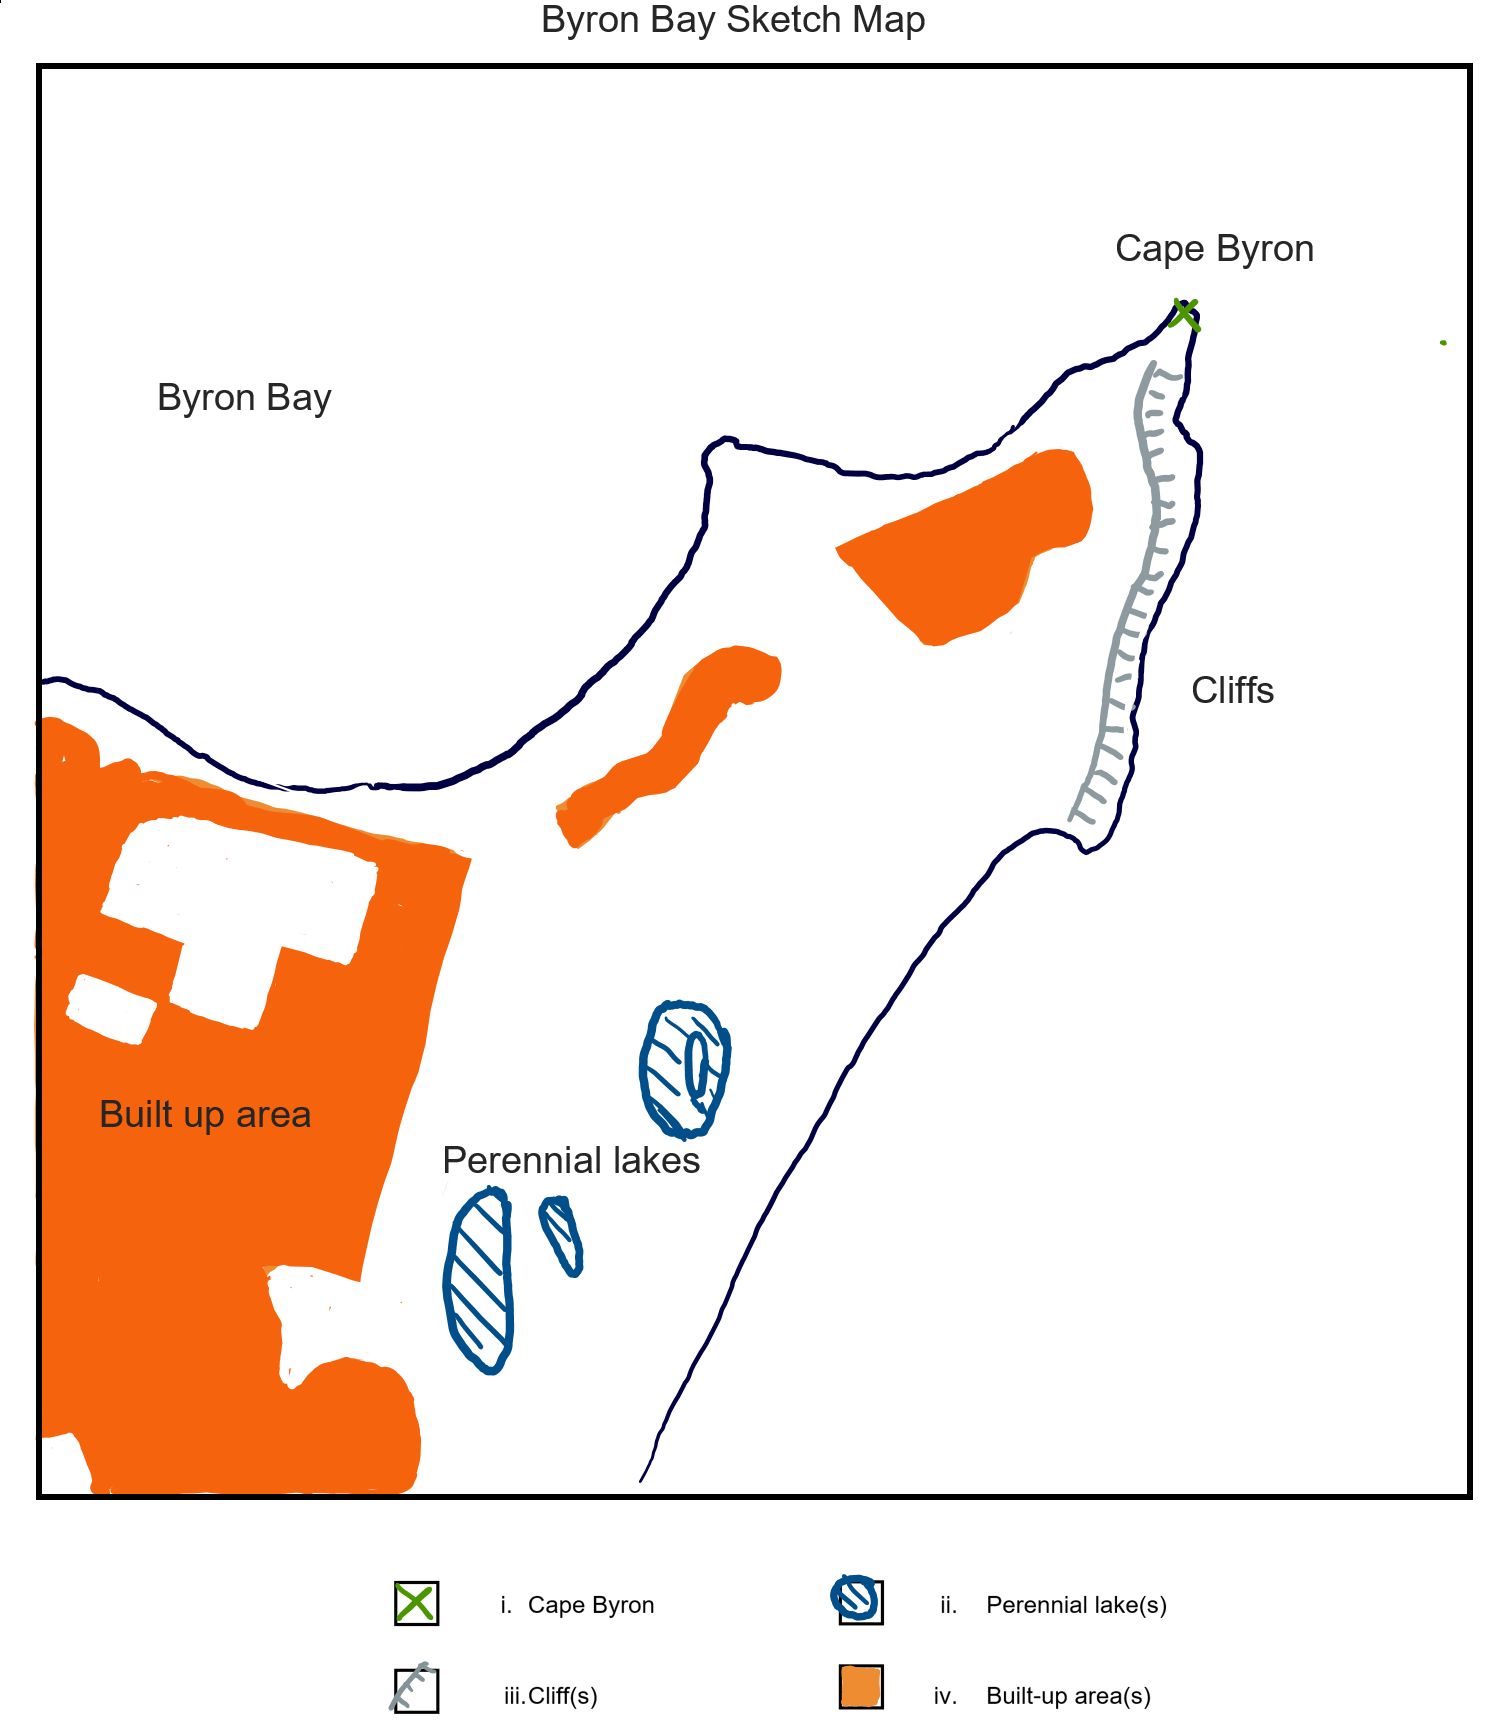 Byron Bay Sketch Map
Cape Byron
Byron Bay
Cliffs
Built up area
Perennial lakes
i. Cape Byron
ii. Perennial lake(s)
iii. Cliff(s)
iv. Built-up area(s)